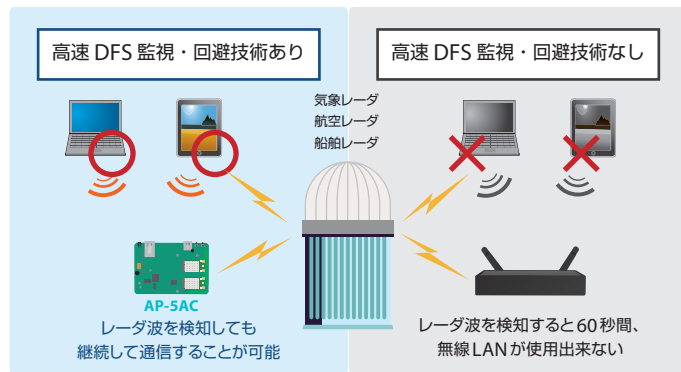 高速 DFS 監視・回避技術あり
高速 DFS 監視・回避技術なし
気象レーダ
航空レーダ
船舶レーダ
AP-5AC
レーダ波を検知しても
継続して通信することが可能
レーダ波を検知すると60秒間、
無線LANが使用出来ない